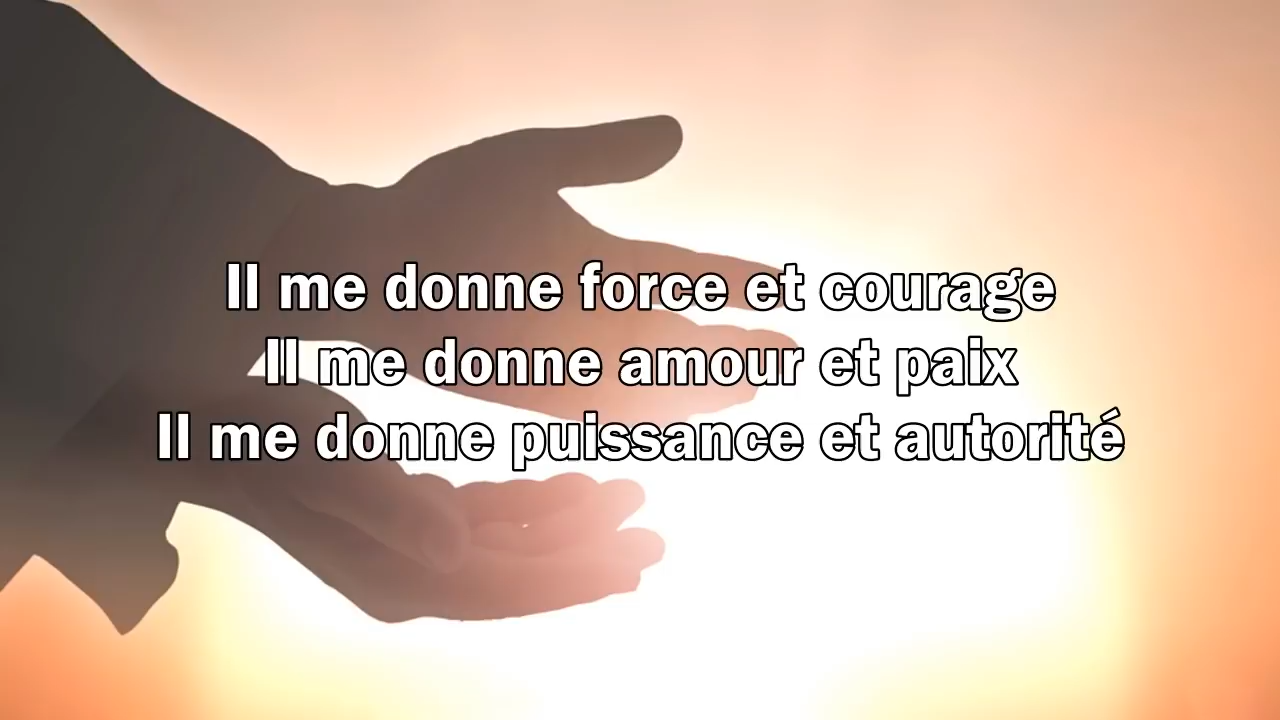 Il me donne force et courage
Il me donne amour et paix
Il me donne puissance et autorité